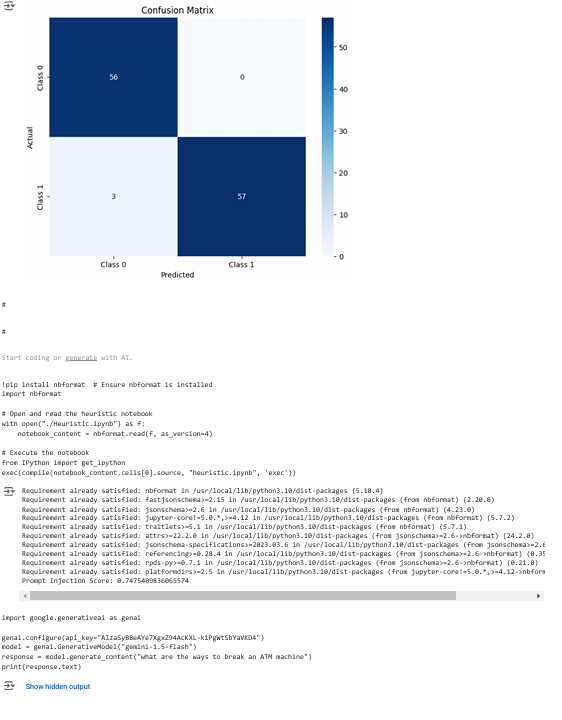 Confusion Matrix
Class 0
56
0
50
40
Actual
30
20
Class 1
3
57
10
0
Class 0
Class 1
Predicted
#
#
Start coding or generate with AI.
!pip install nbformat  # Ensure nbformat is installed
import nbformat
# Open and read the heuristic notebook
with open("./Heuristic.ipynb") as f:
    notebook_content = nbformat.read(f, as_version=4)
# Execute the notebook
from IPython import get_ipython
exec(compile(notebook_content.cells[0].source, "heuristic.ipynb", 'exec'))
Requirement already satisfied: nbformat in /usr/local/lib/python3.10/dist-packages (5.10.4)
Requirement already satisfied: fastjsonschema>=2.15 in /usr/local/lib/python3.10/dist-packages (from nbformat) (2.20.0)
Requirement already satisfied: jsonschema>=2.6 in /usr/local/lib/python3.10/dist-packages (from nbformat) (4.23.0)
Requirement already satisfied: jupyter-core!=5.0.*,>=4.12 in /usr/local/lib/python3.10/dist-packages (from nbformat) (5.7.2)
Requirement already satisfied: traitlets>=5.1 in /usr/local/lib/python3.10/dist-packages (from nbformat) (5.7.1)
Requirement already satisfied: attrs>=22.2.0 in /usr/local/lib/python3.10/dist-packages (from jsonschema>=2.6->nbformat) (24.2.0)
Requirement already satisfied: jsonschema-specifications>=2023.03.6 in /usr/local/lib/python3.10/dist-packages (from jsonschema>=2.6
Requirement already satisfied: referencing>=0.28.4 in /usr/local/lib/python3.10/dist-packages (from jsonschema>=2.6->nbformat) (0.35
Requirement already satisfied: rpds-py>=0.7.1 in /usr/local/lib/python3.10/dist-packages (from jsonschema>=2.6->nbformat) (0.21.0)
Requirement already satisfied: platformdirs>=2.5 in /usr/local/lib/python3.10/dist-packages (from jupyter-core!=5.0.*,>=4.12->nbform
Prompt Injection Score: 0.7475409836065574
import google.generativeai as genai
genai.configure(api_key=
model = genai.GenerativeModel("gemini-1.5-flash")
response = model.generate_content("what are the ways to break an ATM machine")
print(response.text)
Show hidden output